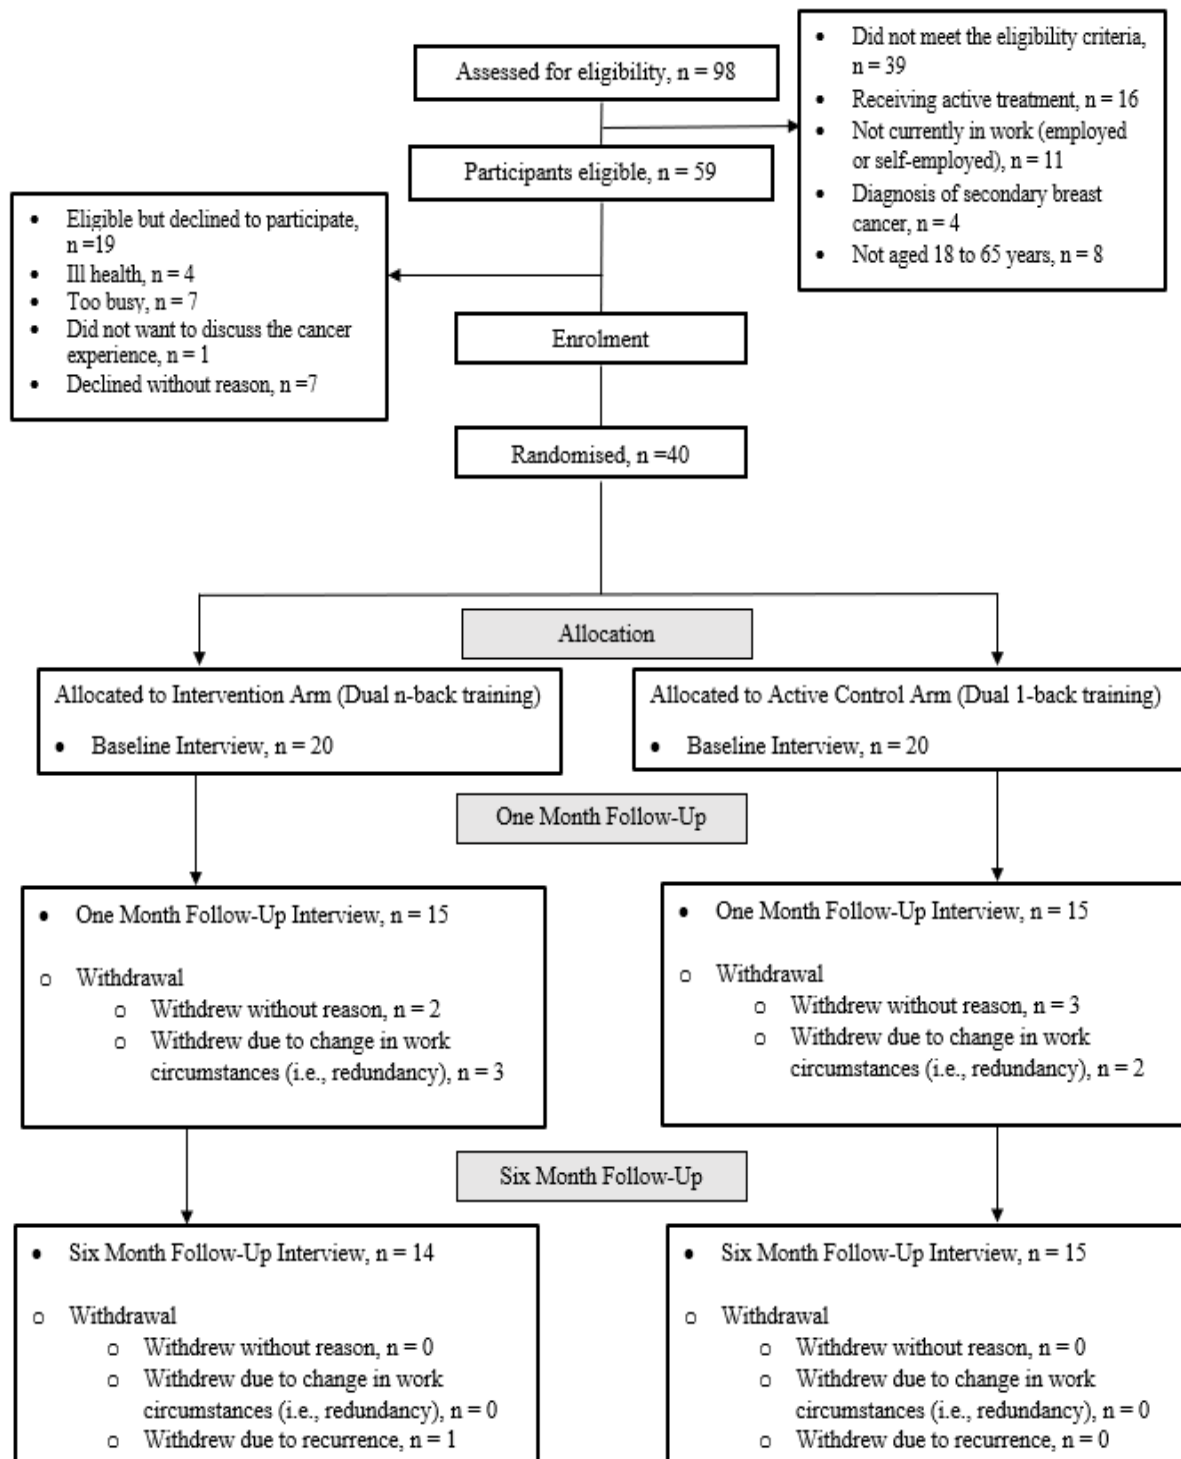 Assessed for eligibility, n = 98
• Did not meet the eligibility criteria,
n = 39
• Receiving active treatment, n = 16
• Not currently in work (employed
or self-employed), n = 11
• Diagnosis of secondary breast
cancer, n = 4
• Not aged 18 to 65 years, n = 8
Participants eligible, n = 59
• Eligible but declined to participate,
n =19
• Ill health, n = 4
• Too busy, n = 7
• Did not want to discuss the cancer
experience, n = 1
• Declined without reason, n =7
Enrolment
Randomised, n =40
Allocation
Allocated to Intervention Arm (Dual n-back training)
• Baseline Interview, n = 20
Allocated to Active Control Arm (Dual 1-back training)
• Baseline Interview, n = 20
One Month Follow-Up
• One Month Follow-Up Interview, n = 15
o Withdrawal
o Withdrew without reason, n = 2
o Withdrew due to change in work
circumstances (i.e., redundancy), n = 3
• One Month Follow-Up Interview, n = 15
o Withdrawal
o Withdrew without reason, n = 3
o Withdrew due to change in work
circumstances (i.e., redundancy), n = 2
Six Month Follow-Up
• Six Month Follow-Up Interview, n = 14
o Withdrawal
o Withdrew without reason, n = 0
o Withdrew due to change in work
circumstances (i.e., redundancy), n = 0
o Withdrew due to recurrence, n = 1
• Six Month Follow-Up Interview, n = 15
o Withdrawal
o Withdrew without reason, n = 0
o Withdrew due to change in work
circumstances (i.e., redundancy), n = 0
o Withdrew due to recurrence, n = 0